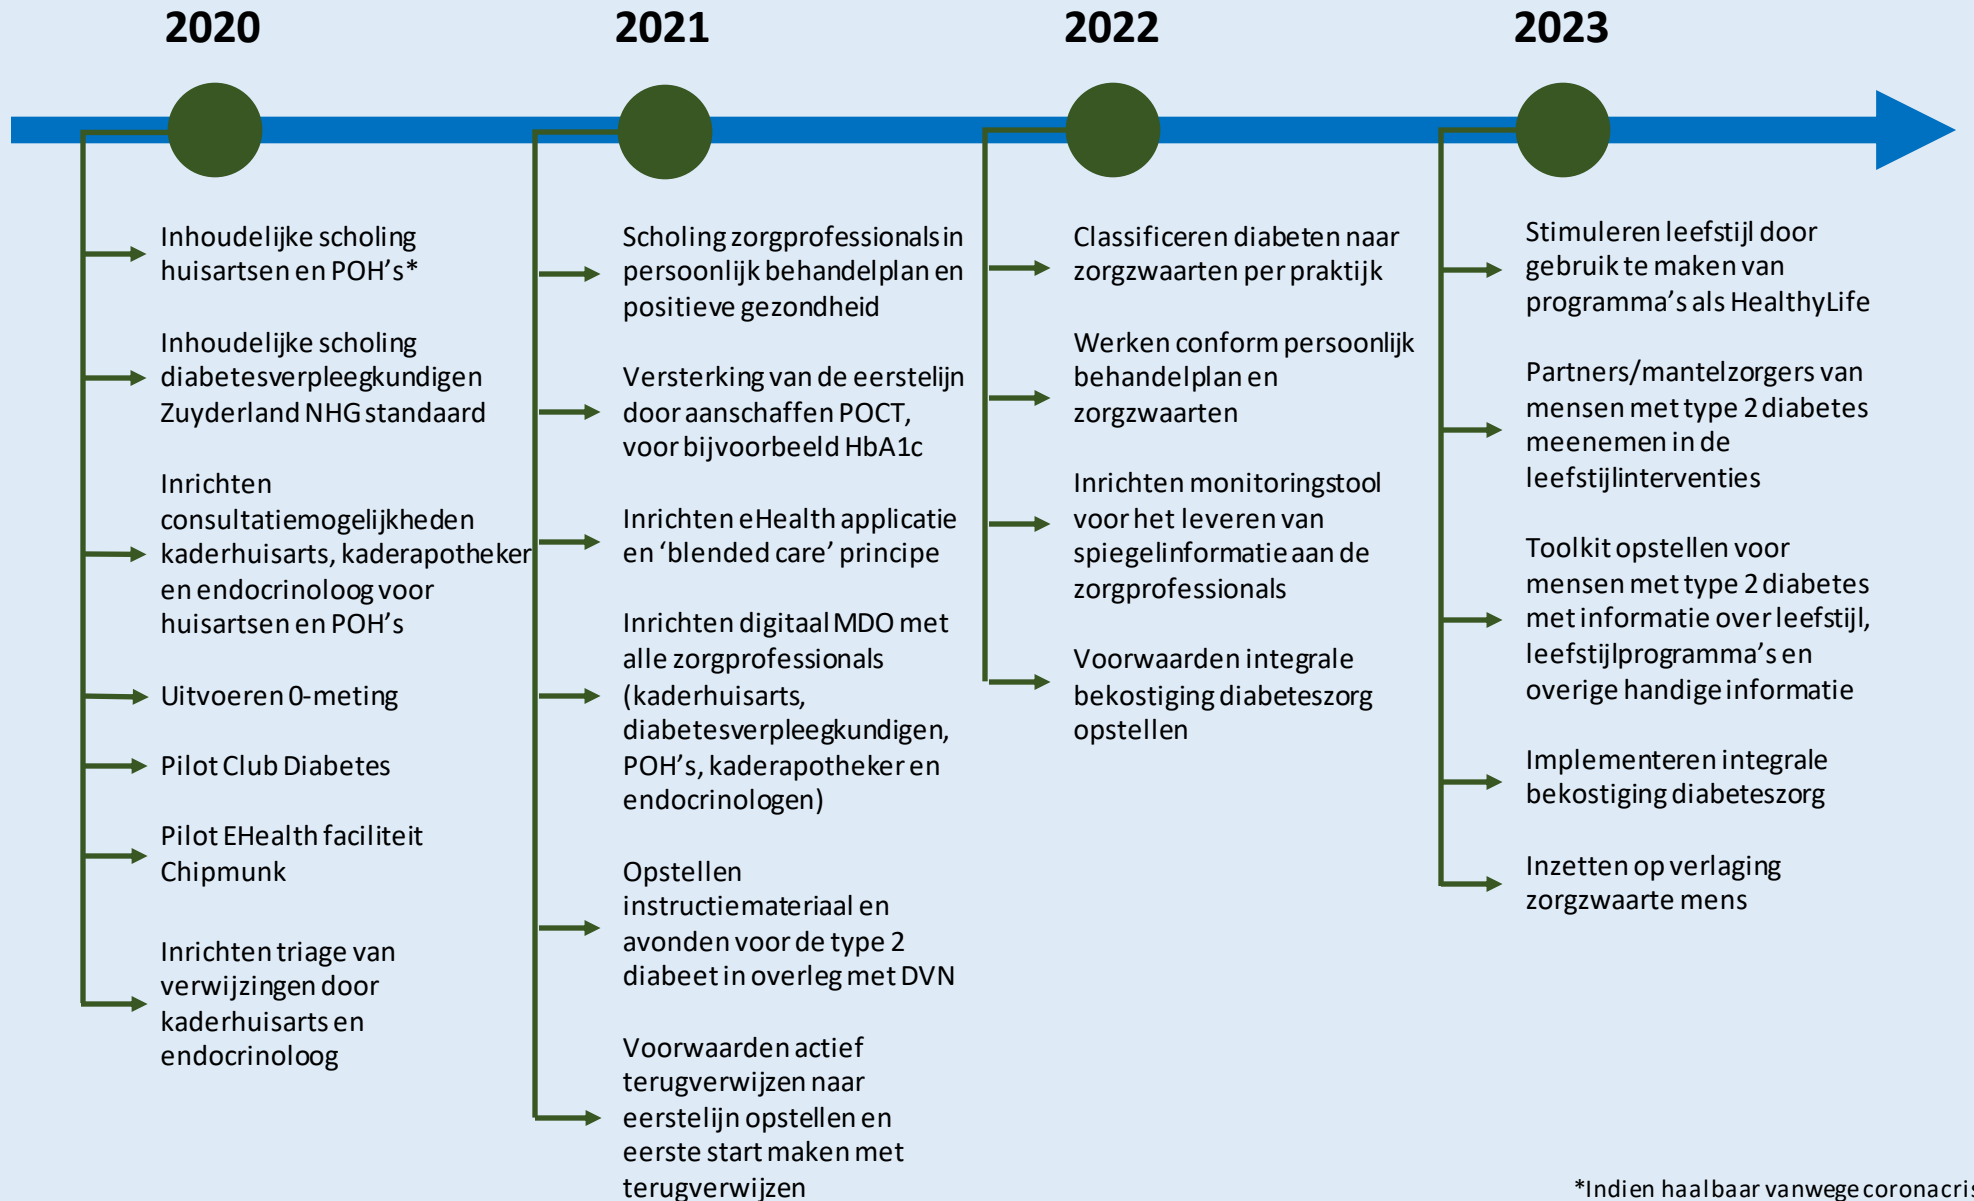 2020
Inhoudelijke scholing
huisartsen en POH's*
Inhoudelijke scholing
diabetesverpleegkundigen
Zuyderland NHG standaard
Inrichten
consultatiemogelijkheden
kaderhuisarts, kaderapotheker
en endocrinoloog voor
huisartsen en POH's
Uitvoeren 0-meting
Pilot Club Diabetes
Pilot EHealth faciliteit
Chipmunk
Inrichten triage van
verwijzingen door
kaderhuisarts en
endocrinoloog
2021
Scholing zorgprofessionals in
persoonlijk behandelplan en
positieve gezondheid
Versterking van de eerstelijn
door aanschaffen POCT,
voor bijvoorbeeld HbA1c
Inrichten eHealth applicatie
en ‘blended care’ principe
Inrichten digitaal MDO met
alle zorgprofessionals
(kaderhuisarts,
diabetesverpleegkundigen,
POH’s, kaderapotheker en
endocrinologen)
Opstellen
instructiemateriaal en
avonden voor de type 2
diabeet in overleg met DVN
Voorwaarden actief
terugverwijzen naar
eerstelijn opstellen en
eerste start maken met
terugverwijzen
2022
Classificeren diabeten naar
zorgzwaarten per praktijk
Werken conform persoonlijk
behandelplan en
zorgzwaarten
Inrichten monitoringstool
voor het leveren van
spiegelinformatie aan de
zorgprofessionals
Voorwaarden integrale
bekostiging diabeteszorg
opstellen
2023
Stimuleren leefstijl door
gebruik te maken van
programma’s als HealthyLife
Partners/mantelzorgers van
mensen met type 2 diabetes
meenemen in de
leefstijlinterventies
Toolkit opstellen voor
mensen met type 2 diabetes
met informatie over leefstijl,
leefstijlprogramma’s en
overige handige informatie
Implementeren integrale
bekostiging diabeteszorg
Inzetten op verlaging
zorgzwaarte mens
*Indien haalbaar vanwege coronacris